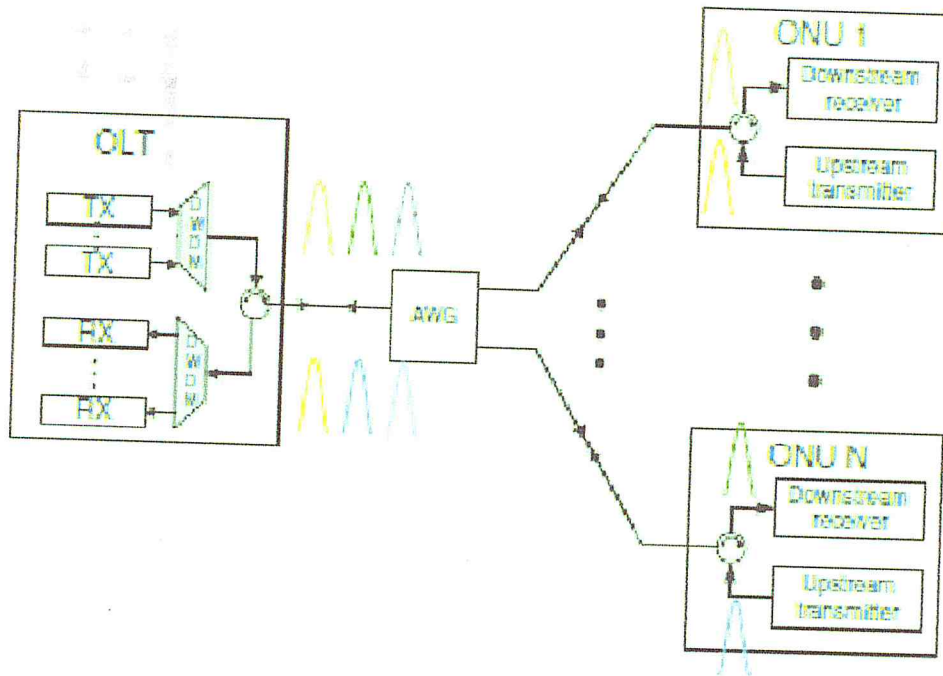 OLT
TX
TX
RX
RX
DWDM
DWDM
AWG
ONU 1
Downstream
receiver
Upstream
transmitter
ONU N
Downstream
receiver
Upstream
transmitter